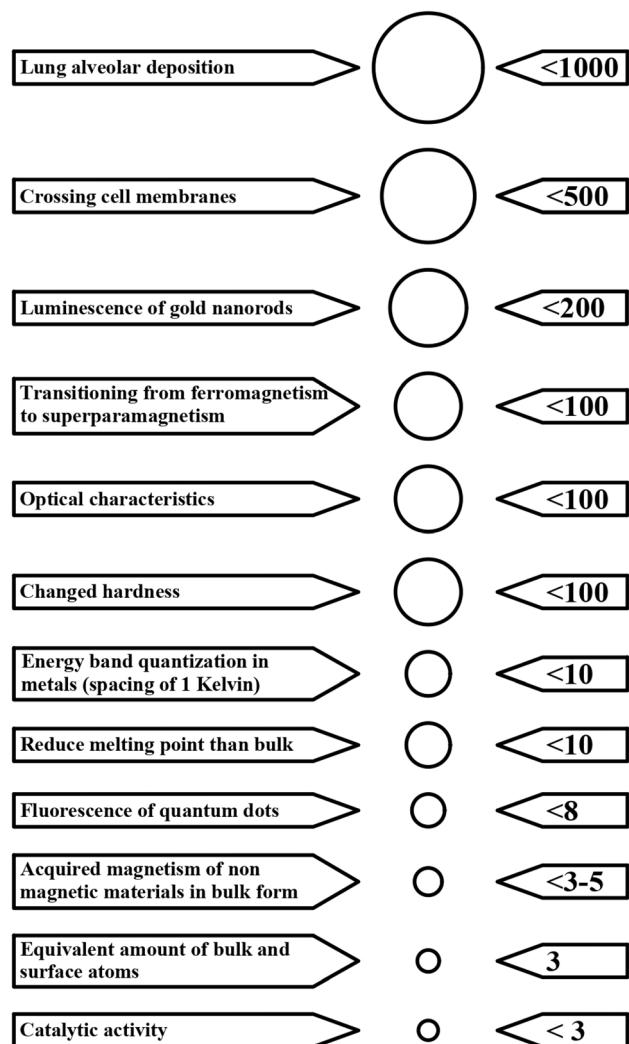 Lung alveolar deposition
<1000
Crossing cell membranes
<500
Luminescence of gold nanorods
<200
Transitioning from ferromagnetism
to superparamagnetism
<100
Optical characteristics
<100
Changed hardness
<100
Energy band quantization in
metals (spacing of 1 Kelvin)
<10
Reduce melting point than bulk
<10
Fluorescence of quantum dots
<8
Acquired magnetism of non
magnetic materials in bulk form
<3-5
Equivalent amount of bulk and
surface atoms
3
Catalytic activity
< 3